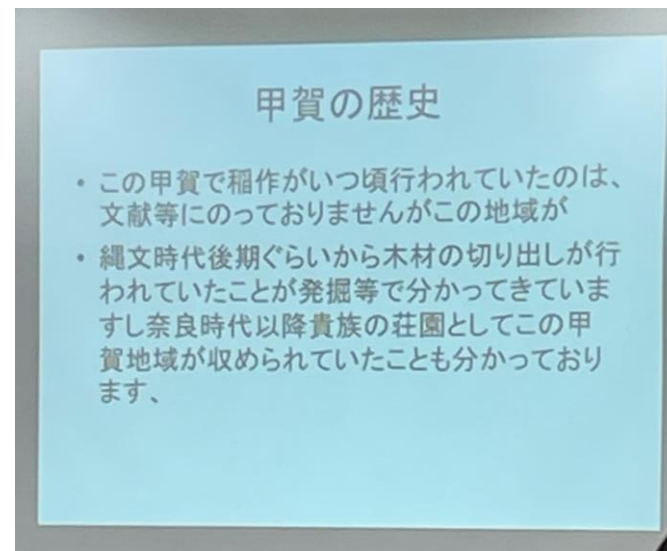 甲賀の歴史
• この甲賀で稲作がいつ頃行われていたのは、
文献等にのっておりませんがこの地域が
• 縄文時代後期ぐらいから木材の切り出しが行
われていたことが発掘等で分かってきていま
すし奈良時代以降貴族の荘園としてこの甲
賀地域が収められていたことも分かっており
ます、